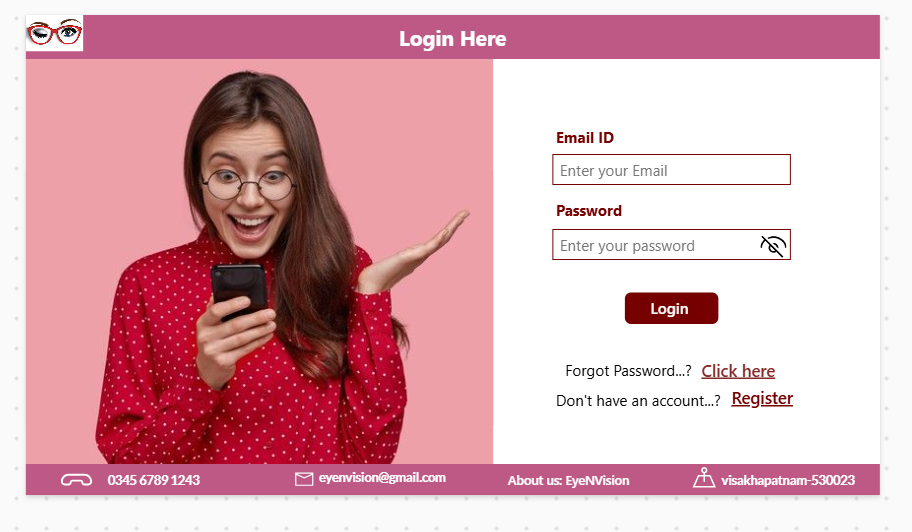 Login Here
Email ID
Enter your Email
Password
Enter your password
Login
Forgot Password...? Click here
Don't have an account...? Register
0345 6789 1243
eyenvision@gmail.com
About us: EyeNVision
visakhapatnam-530023